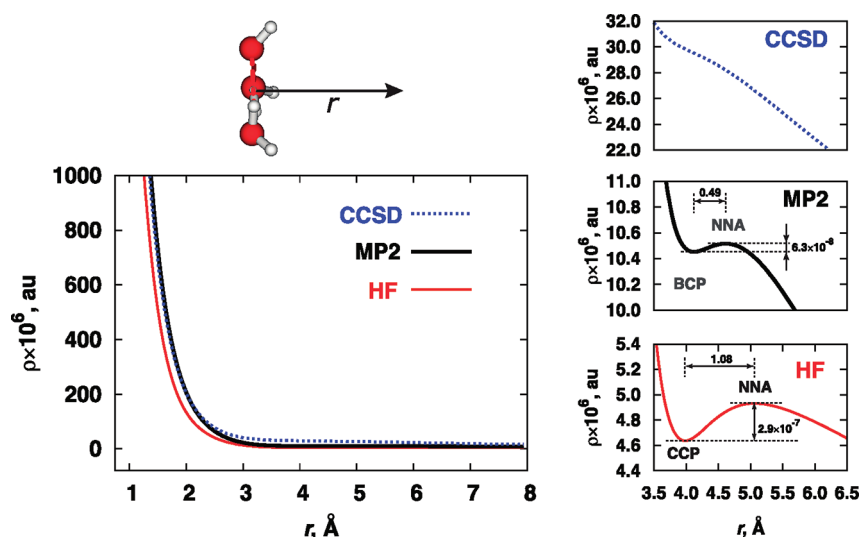 r
1000
800
600
400
200
0
1 2 3 4 5 6 7 8
ρ×10⁶, au
r, Å
CCSD
MP2
HF
32.0
30.0
28.0
26.0
24.0
22.0
ρ×10⁶, au
CCSD
11.0
10.8
10.6
10.4
10.2
10.0
ρ×10⁶, au
MP2
0.49
NNA
6.3×10⁻⁸
BCP
5.4
5.2
5.0
4.8
4.6
4.4
ρ×10⁶, au
HF
1.08
NNA
2.9×10⁻⁷
CCP
3.5 4.0 4.5 5.0 5.5 6.0 6.5
r, Å